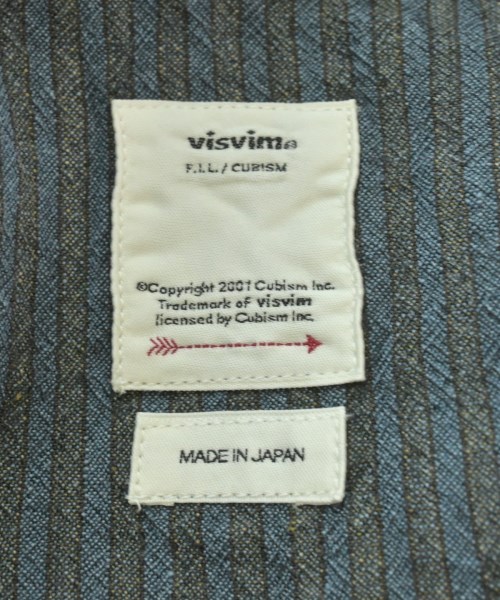 visvim®
F.I.L. / CUBISM
©Copyright 2001 Cubism Inc.
Trademark of visvim
licensed by Cubism Inc.
MADE IN JAPAN